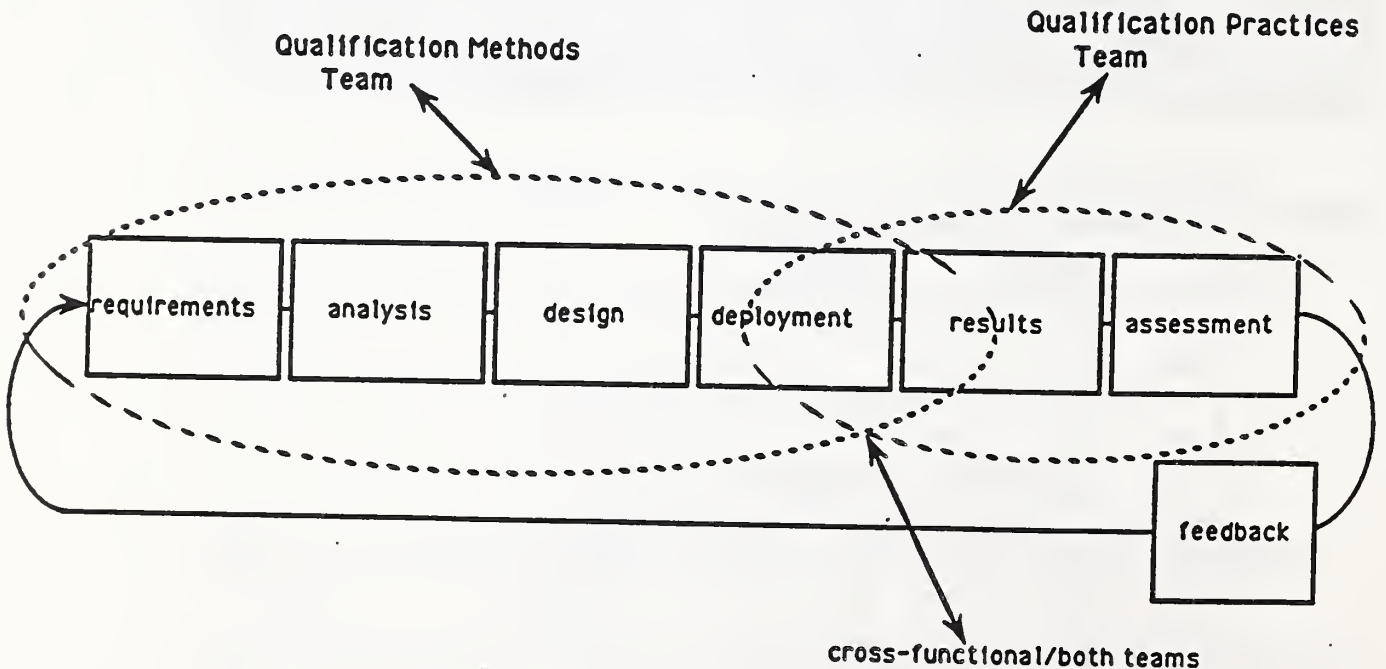 Qualification Methods
Team
Qualification Practices
Team
requirements
analysis
design
deployment
results
assessment
feedback
cross-functional/both teams